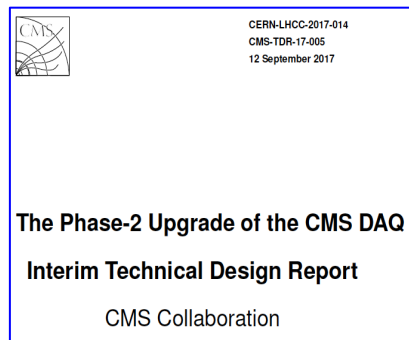 CMS
CERN-LHCC-2017-014
CMS-TDR-17-005
12 September 2017
The Phase-2 Upgrade of the CMS DAQ
Interim Technical Design Report
CMS Collaboration